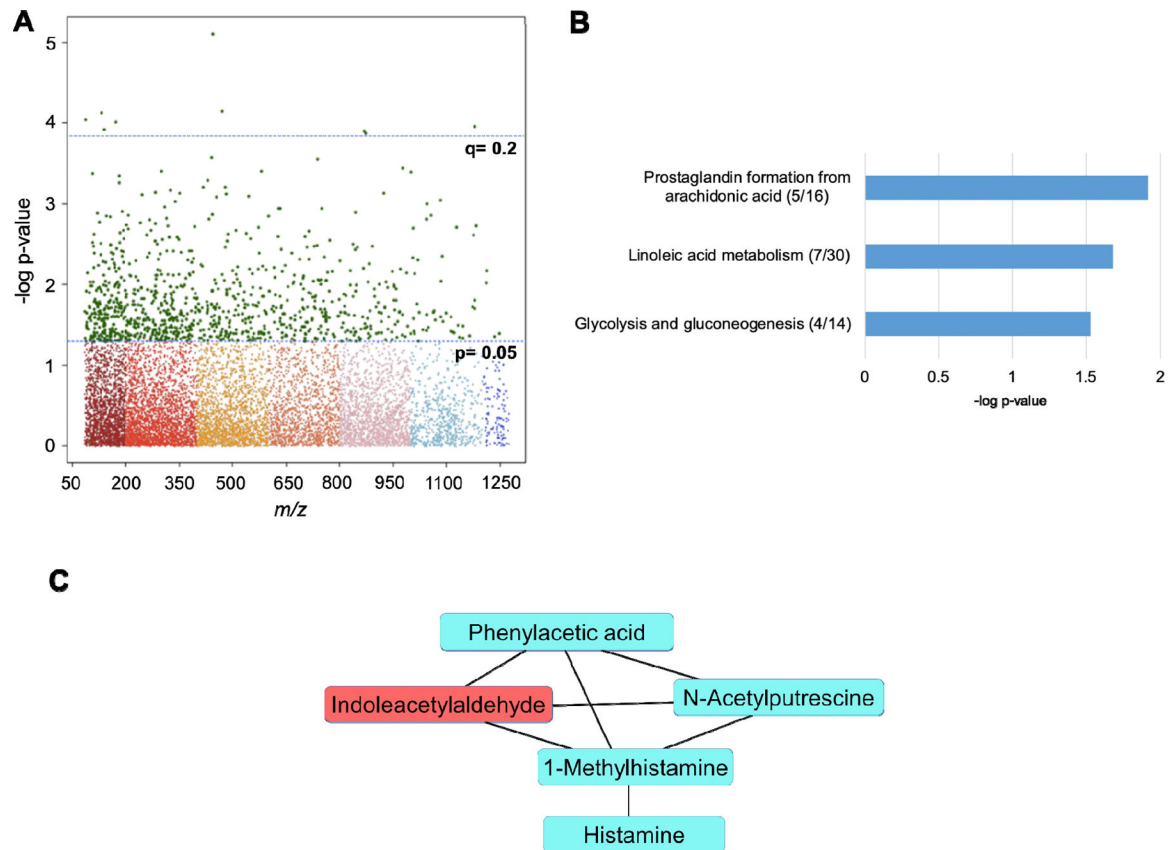 A
5
4
3
2
1
0
-log p-value
q= 0.2
p= 0.05
50 200 350 500 650 800 950 1100 1250
m/z
B
Prostaglandin formation from
arachidonic acid (5/16)
Linoleic acid metabolism (7/30)
Glycolysis and gluconeogenesis (4/14)
0 0.5 1 1.5 2
-log p-value
C
Phenylacetic acid
Indoleacetylaldehyde
N-Acetylputrescine
1-Methylhistamine
Histamine